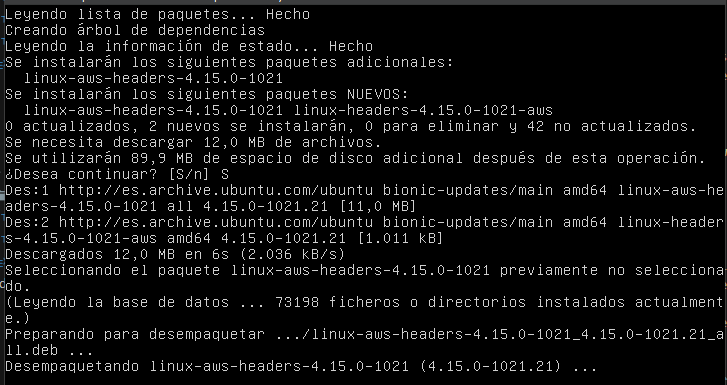 Leyendo lista de paquetes... Hecho
Creando árbol de dependencias
Leyendo la información de estado... Hecho
Se instalarán los siguientes paquetes adicionales:
  linux-aws-headers-4.15.0-1021
Se instalarán los siguientes paquetes NUEVOS:
  linux-aws-headers-4.15.0-1021 linux-headers-4.15.0-1021-aws
0 actualizados, 2 nuevos se instalarán, 0 para eliminar y 42 no actualizados.
Se necesita descargar 12,0 MB de archivos.
Se utilizarán 89,9 MB de espacio de disco adicional después de esta operación.
¿Desea continuar? [S/n] S
Des:1 http://es.archive.ubuntu.com/ubuntu bionic-updates/main amd64 linux-aws-he
aders-4.15.0-1021 all 4.15.0-1021.21 [11,0 MB]
Des:2 http://es.archive.ubuntu.com/ubuntu bionic-updates/main amd64 linux-header
s-4.15.0-1021-aws amd64 4.15.0-1021.21 [1.011 kB]
Descargados 12,0 MB en 6s (2.036 kB/s)
Seleccionando el paquete linux-aws-headers-4.15.0-1021 previamente no selecciona
do.
(Leyendo la base de datos ... 73198 ficheros o directorios instalados actualment
e.)
Preparando para desempaquetar .../linux-aws-headers-4.15.0-1021_4.15.0-1021.21_a
ll.deb ...
Desempaquetando linux-aws-headers-4.15.0-1021 (4.15.0-1021.21) ...